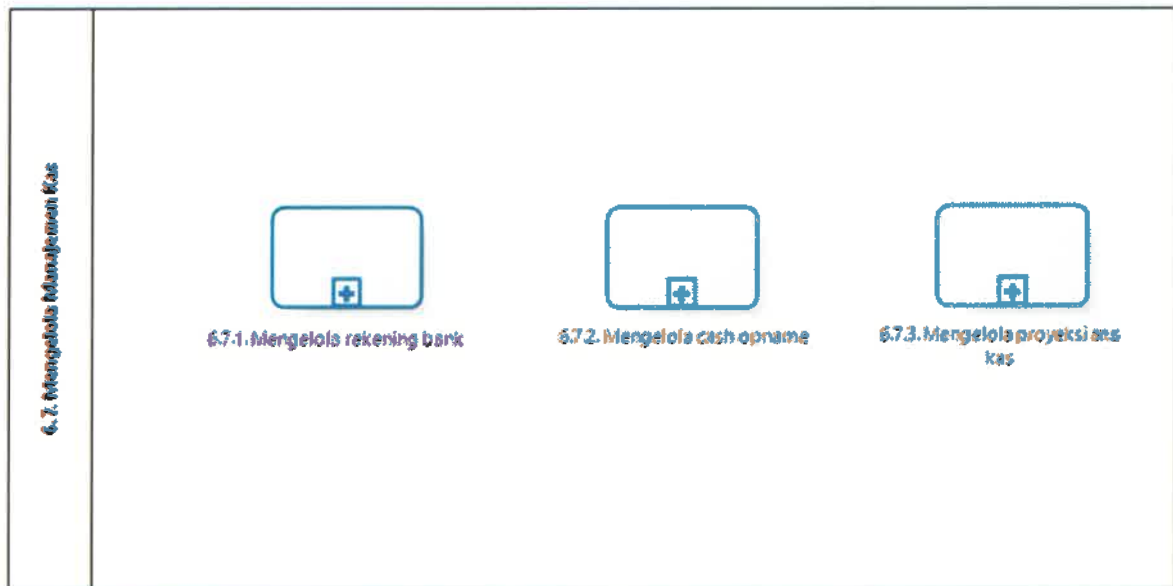 6.7. Mengelola Manajemen Kas
6.7.1. Mengelola rekening bank
6.7.2. Mengelola cash opname
6.7.3. Mengelola proyeksi arus
kas